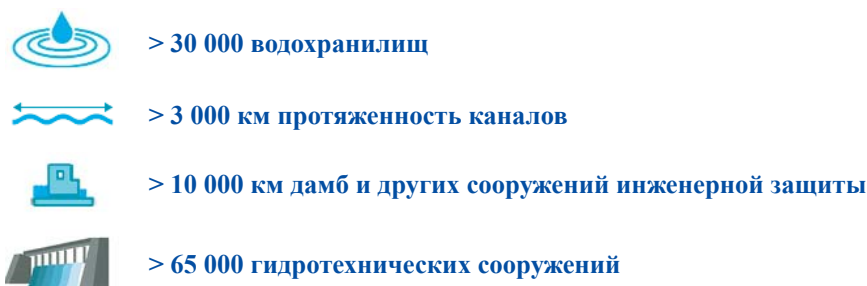 > 30 000 водохранилищ
> 3 000 км протяженность каналов
> 10 000 км дамб и других сооружений инженерной защиты
> 65 000 гидротехнических сооружений